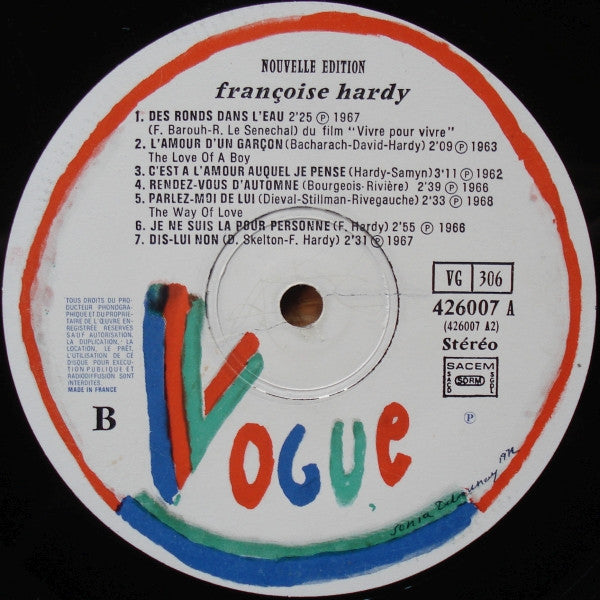 NOUVELLE EDITION
françoise hardy
1. DES RONDS DANS L'EAU 2'25 Ⓟ 1967
(F. Barouh-R. Le Senechal) du film "Vivre pour vivre"
2. L'AMOUR D'UN GARÇON (Bacharach-David-Hardy) 2'09 Ⓟ 1963
The Love Of A Boy
3. C'EST A L'AMOUR AUQUEL JE PENSE (Hardy-Samyn) 3'11 Ⓟ 1962
4. RENDEZ-VOUS D'AUTOMNE (Bourgeois-Rivière) 2'39 Ⓟ 1966
5. PARLEZ-MOI DE LUI (Dieval-Stillman-Rivegauche) 2'33 Ⓟ 1968
The Way Of Love
6. JE NE SUIS LA POUR PERSONNE (F. Hardy) 2'55 Ⓟ 1966
7. DIS-LUI NON (D. Skelton-F. Hardy) 2'31 Ⓟ 1967
VG 306
426007 A
(426007 A2)
Stéréo
SACEM
SACD SDRM SGDL
Ⓟ
TOUS DROITS DU PRO-
DUCTEUR PHONOGRA-
PHIQUE ET DU PROPRIE-
TAIRE DE L'ŒUVRE EN-
REGISTREE RESERVES
SAUF AUTORISATION,
LA DUPLICATION, LA
LOCATION, LE PRÊT,
L'UTILISATION DE CE
DISQUE POUR EXECU-
TION PUBLIQUE ET
RADIODIFFUSION SONT
INTERDITES.
MADE IN FRANCE
B
VOGUE
Sonia Delaunay